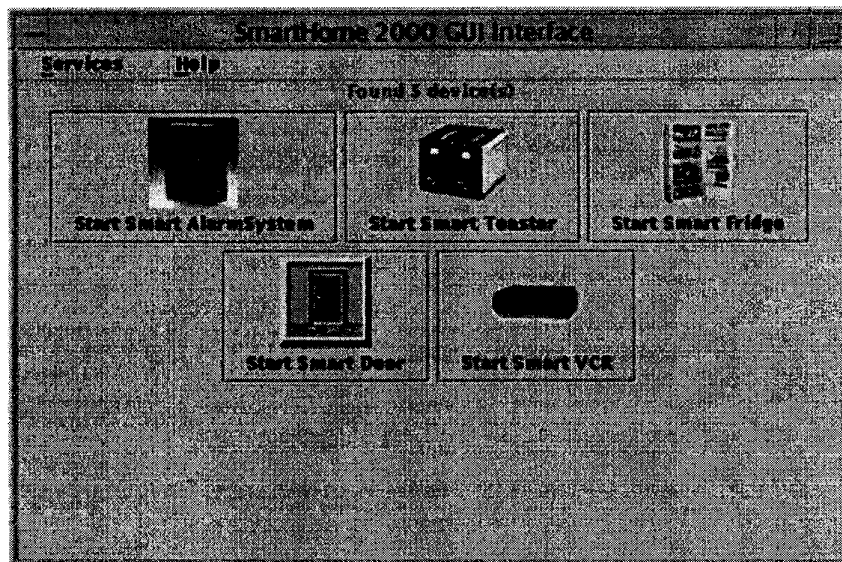 SmartHome 2000 GUI Interface
Services Help
Found 5 device(s)
Start Smart AlarmSystem Start Smart Toaster Start Smart Fridge
Start Smart Door Start Smart VCR